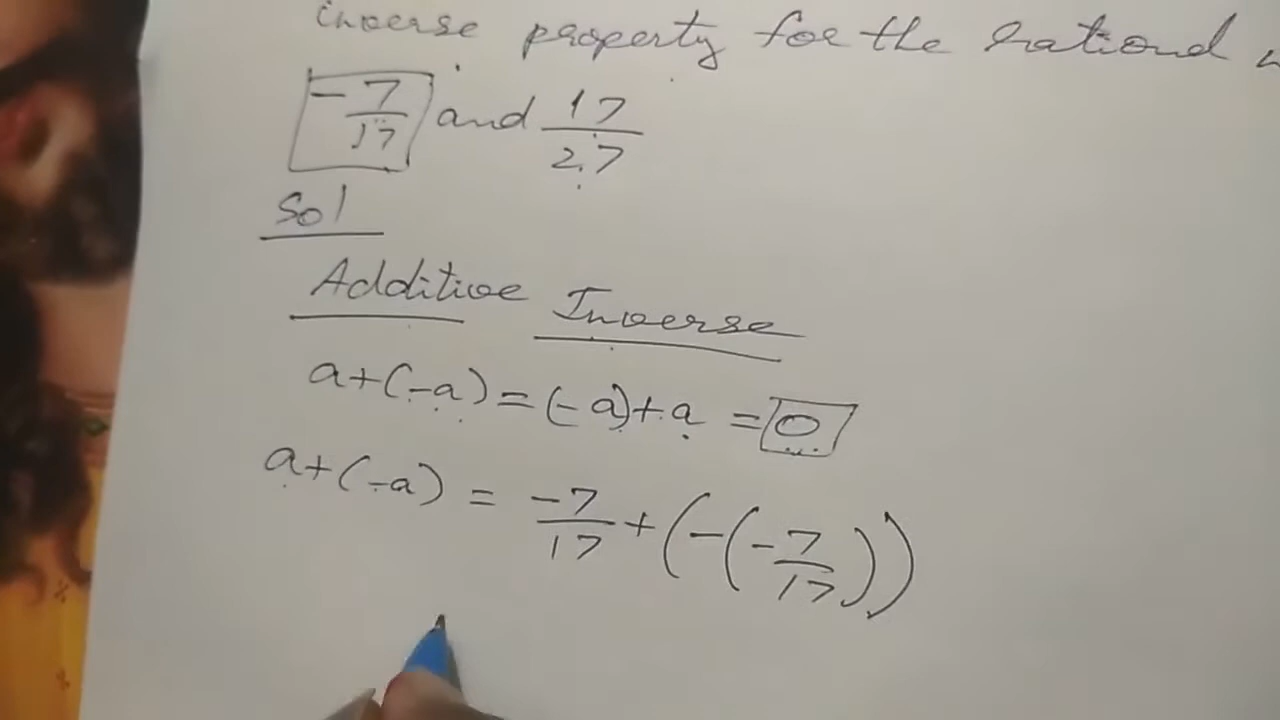 inverse property for the rational
-7/17 and 17/27
Sol
Additive Inverse
a+(-a)=(-a)+a=0
a+(-a) = -7/17+(-(-7/17))